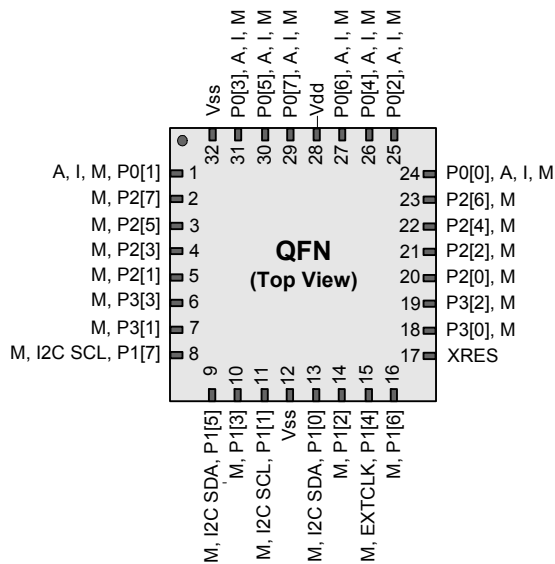 Vss
P0[3], A, I, M
P0[5], A, I, M
P0[7], A, I, M
Vdd
P0[6], A, I, M
P0[4], A, I, M
P0[2], A, I, M
32
31
30
29
28
27
26
25
A, I, M, P0[1] 1
M, P2[7] 2
M, P2[5] 3
M, P2[3] 4
M, P2[1] 5
M, P3[3] 6
M, P3[1] 7
M, I2C SCL, P1[7] 8
QFN
(Top View)
24 P0[0], A, I, M
23 P2[6], M
22 P2[4], M
21 P2[2], M
20 P2[0], M
19 P3[2], M
18 P3[0], M
17 XRES
9
10
11
12
13
14
15
16
M, I2C SDA, P1[5]
M, P1[3]
M, I2C SCL, P1[1]
Vss
M, I2C SDA, P1[0]
M, P1[2]
M, EXTCLK, P1[4]
M, P1[6]